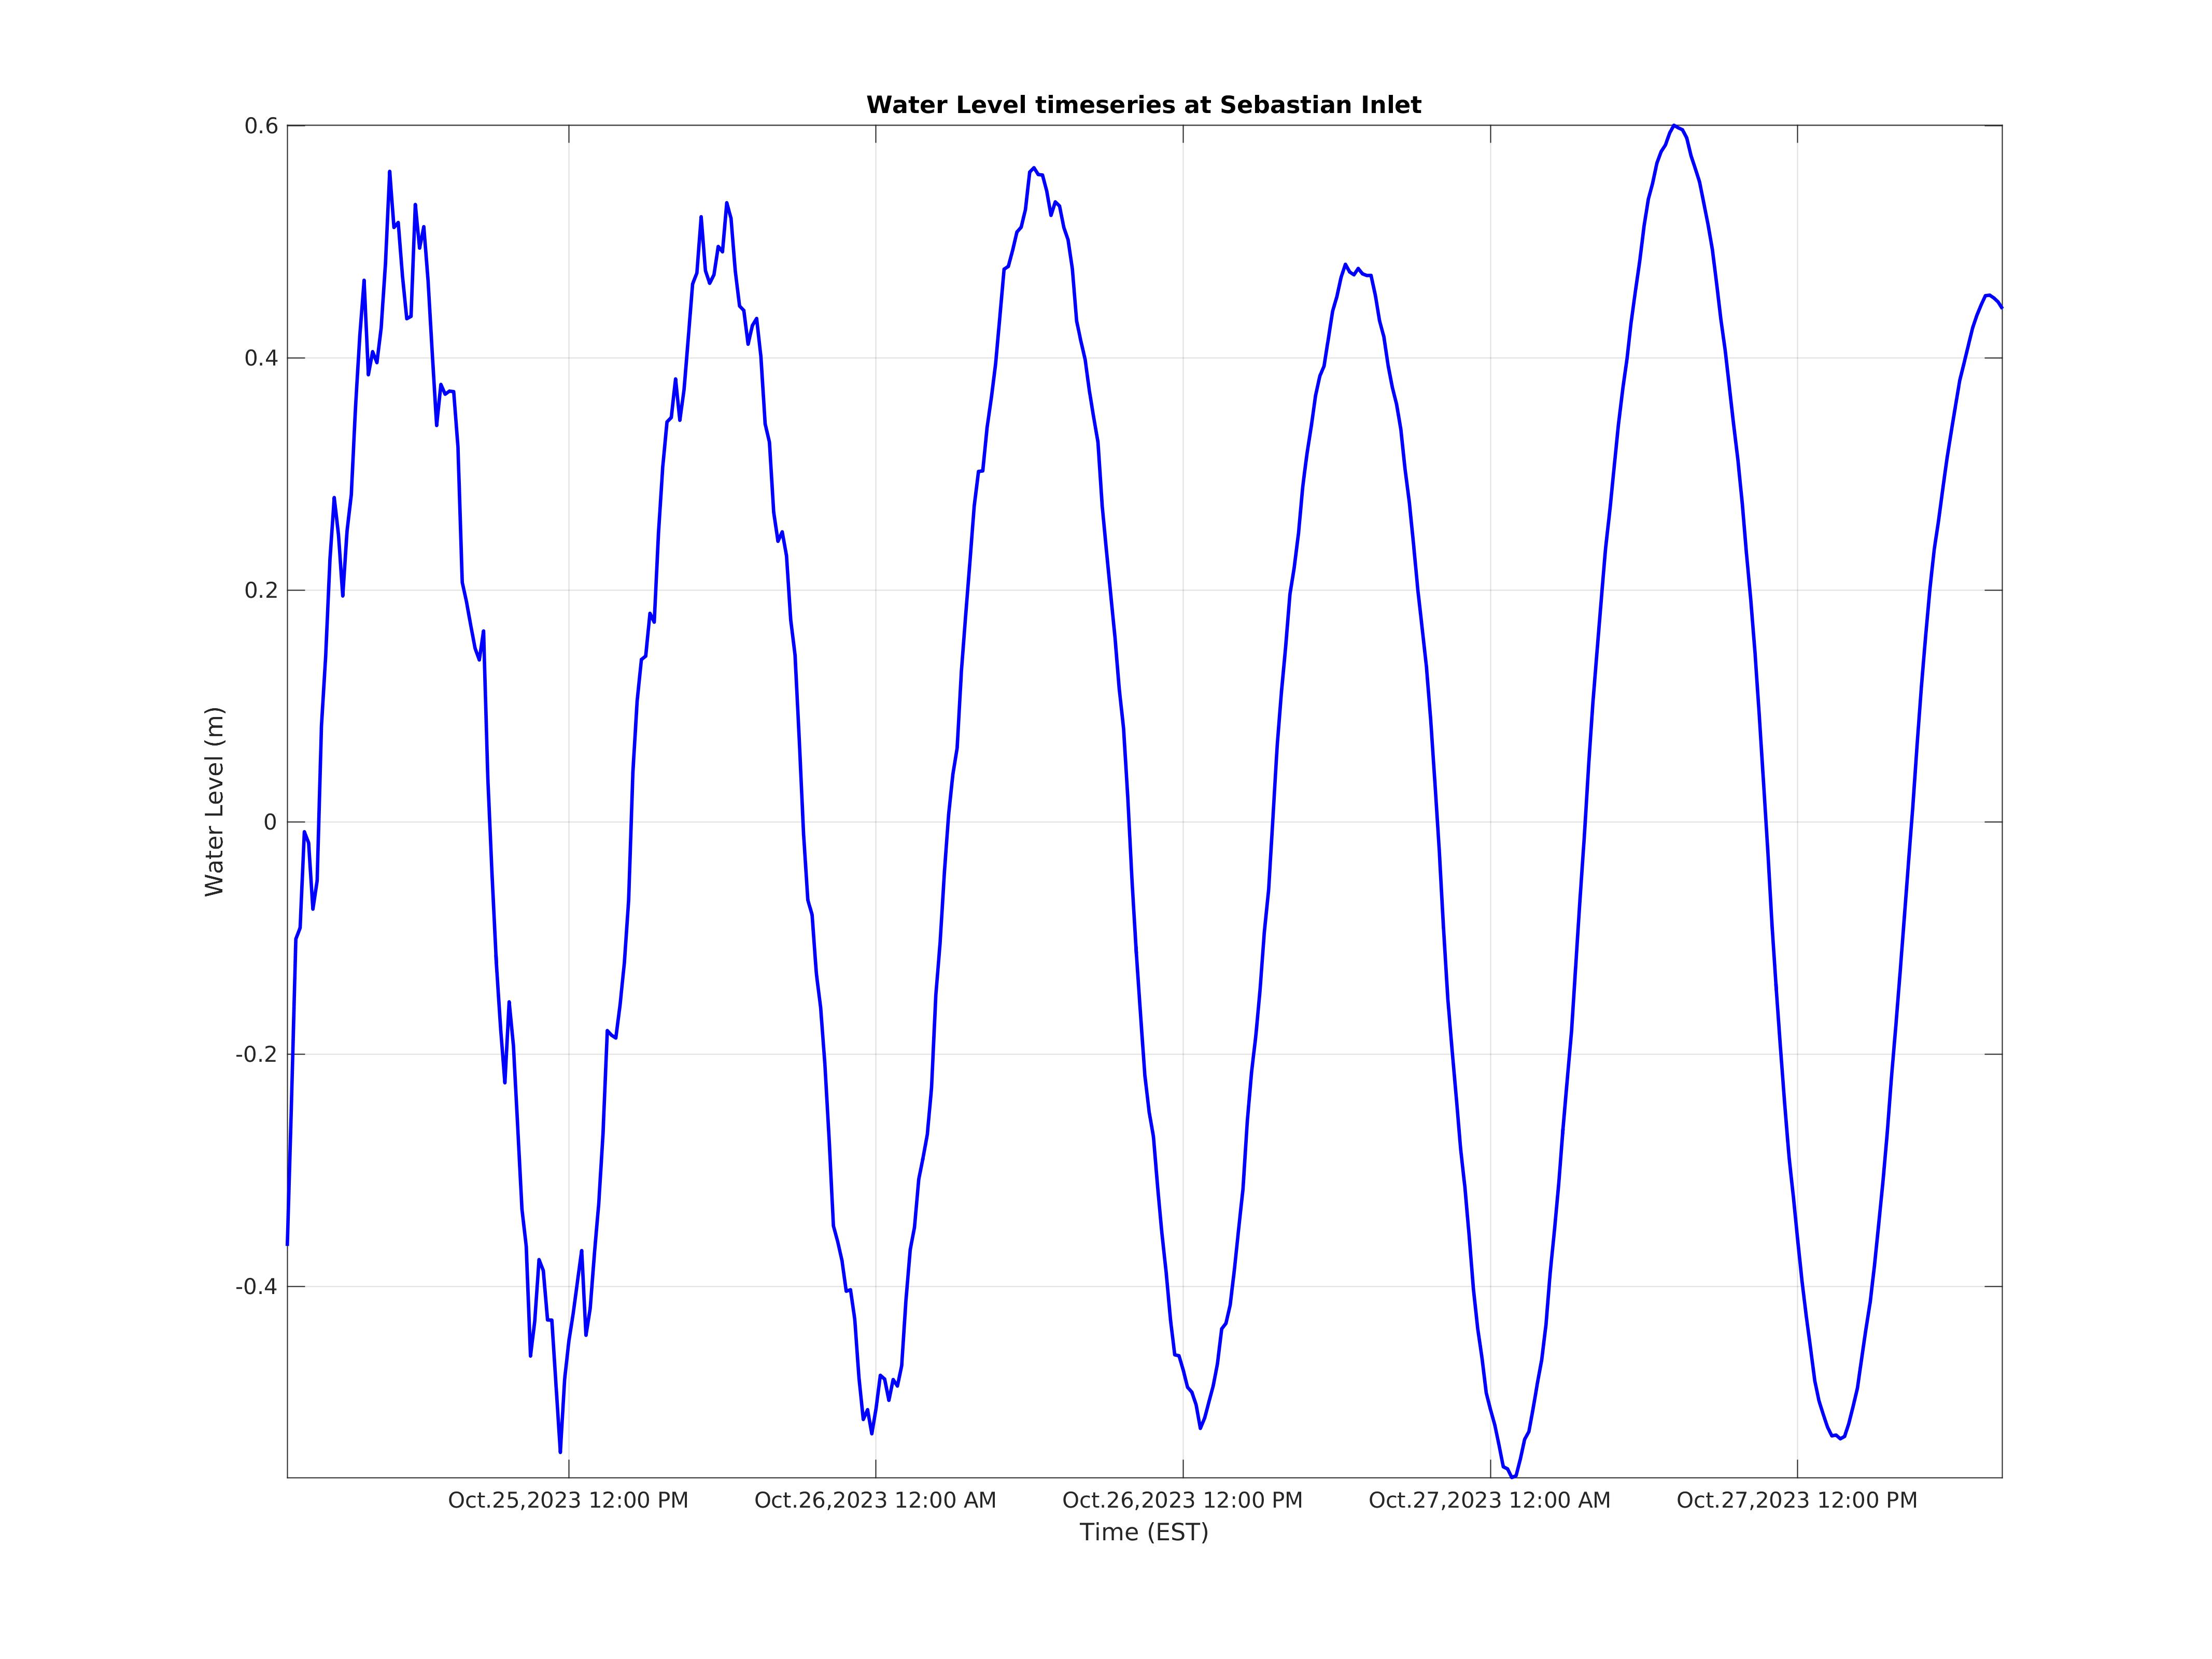 Water Level timeseries at Sebastian Inlet
0.6
0.4
0.2
0
-0.2
-0.4
Water Level (m)
Oct.25,2023 12:00 PM
Oct.26,2023 12:00 AM
Oct.26,2023 12:00 PM
Oct.27,2023 12:00 AM
Oct.27,2023 12:00 PM
Time (EST)